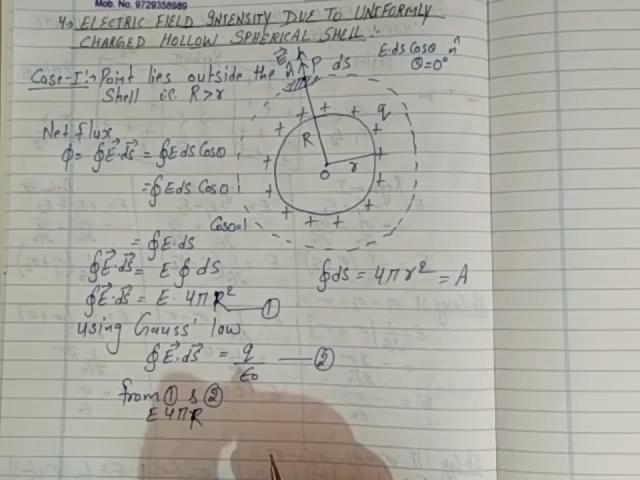 Mob. No. 9729358989
4→ ELECTRIC FIELD INTENSITY DUE TO UNIFORMLY
CHARGED HOLLOW SPHERICAL SHELL:-
Case-I:→ Point lies outside the
Shell i.e. R>r
E n̂ P ds
E ds Cosθ n̂
θ=0°
q
R
r
O
Net flux
Φ= ∮E⃗.ds⃗ = ∮E ds Cosθ
= ∮E ds Cos0
Cos0=1
= ∮E.ds
∮E⃗.ds⃗ = E ∮ds
∮ds = 4πr² = A
∮E⃗.ds⃗ = E. 4πR² — ①
using Gauss' law
∮E⃗.ds⃗ = q/ε₀ — ②
from ① & ②
E 4πR